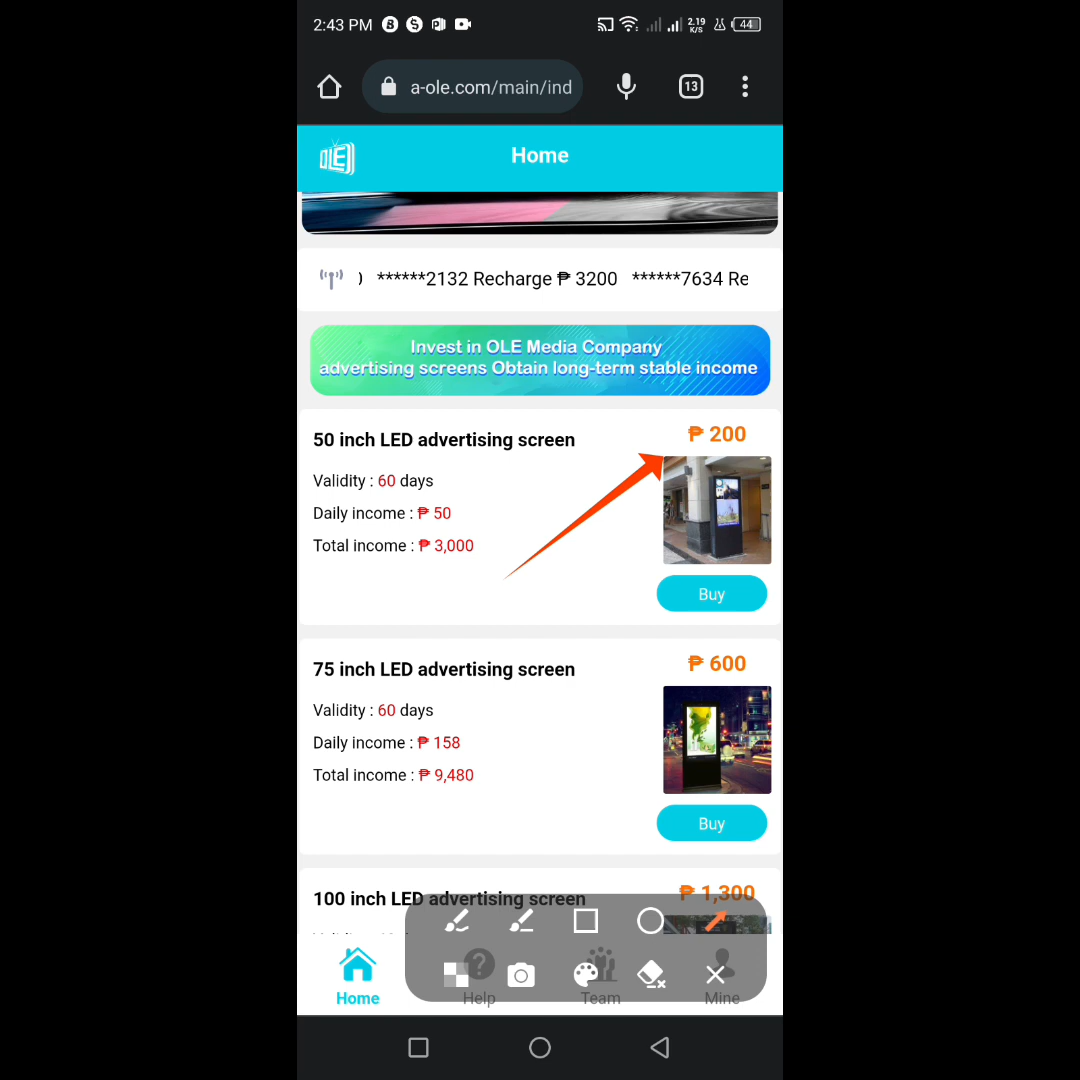 2:43 PM
2.19 K/S
44
a-ole.com/main/ind
13
OLE
Home
) ******2132 Recharge ₱ 3200 ******7634 Re
Invest in OLE Media Company
advertising screens Obtain long-term stable income
50 inch LED advertising screen
₱ 200
Validity : 60 days
Daily income : ₱ 50
Total income : ₱ 3,000
Buy
75 inch LED advertising screen
₱ 600
Validity : 60 days
Daily income : ₱ 158
Total income : ₱ 9,480
Buy
100 inch LED advertising screen
₱ 1,300
Home
Help
Team
Mine